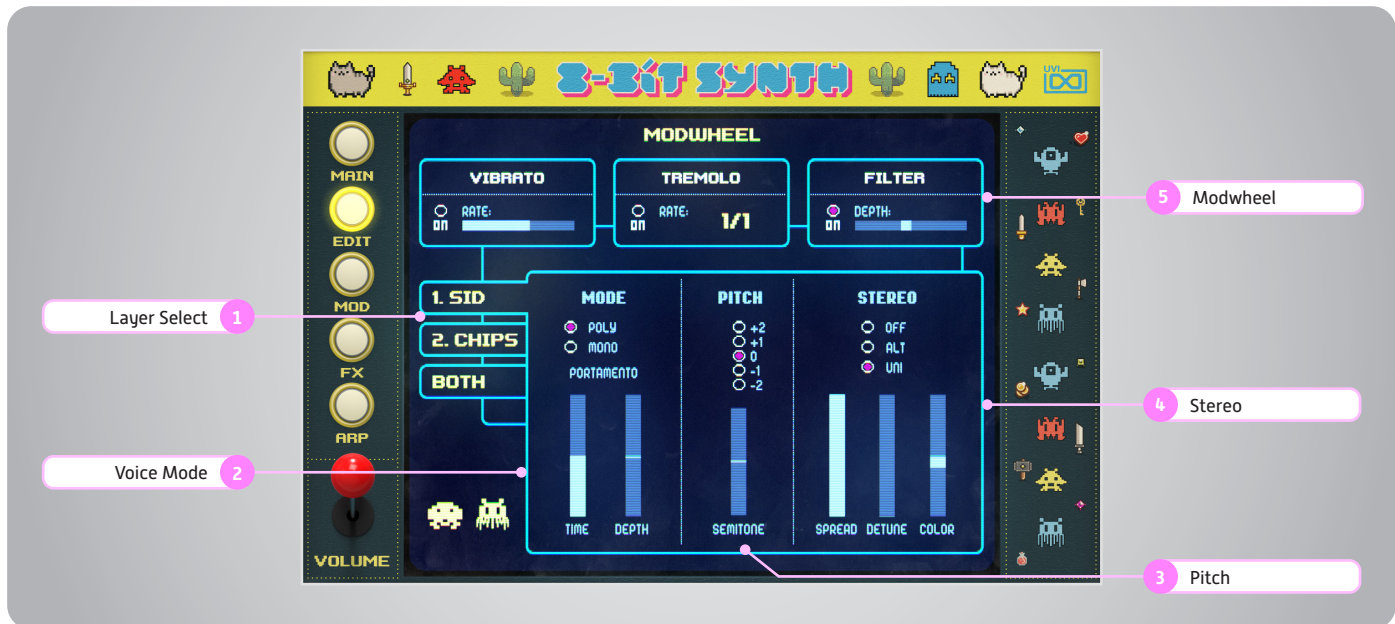 8-Bit SYNTH
UVI
MAIN
EDIT
MOD
FX
ARP
VOLUME
MODWHEEL
VIBRATO
ON
RATE:
TREMOLO
ON
RATE:
1/1
FILTER
ON
DEPTH:
1. SID
2. CHIPS
BOTH
MODE
POLY
MONO
PORTAMENTO
TIME
DEPTH
PITCH
+2
+1
0
-1
-2
SEMITONE
STEREO
OFF
ALT
UNI
SPREAD
DETUNE
COLOR
Layer Select 1
Voice Mode 2
3 Pitch
4 Stereo
5 Modwheel